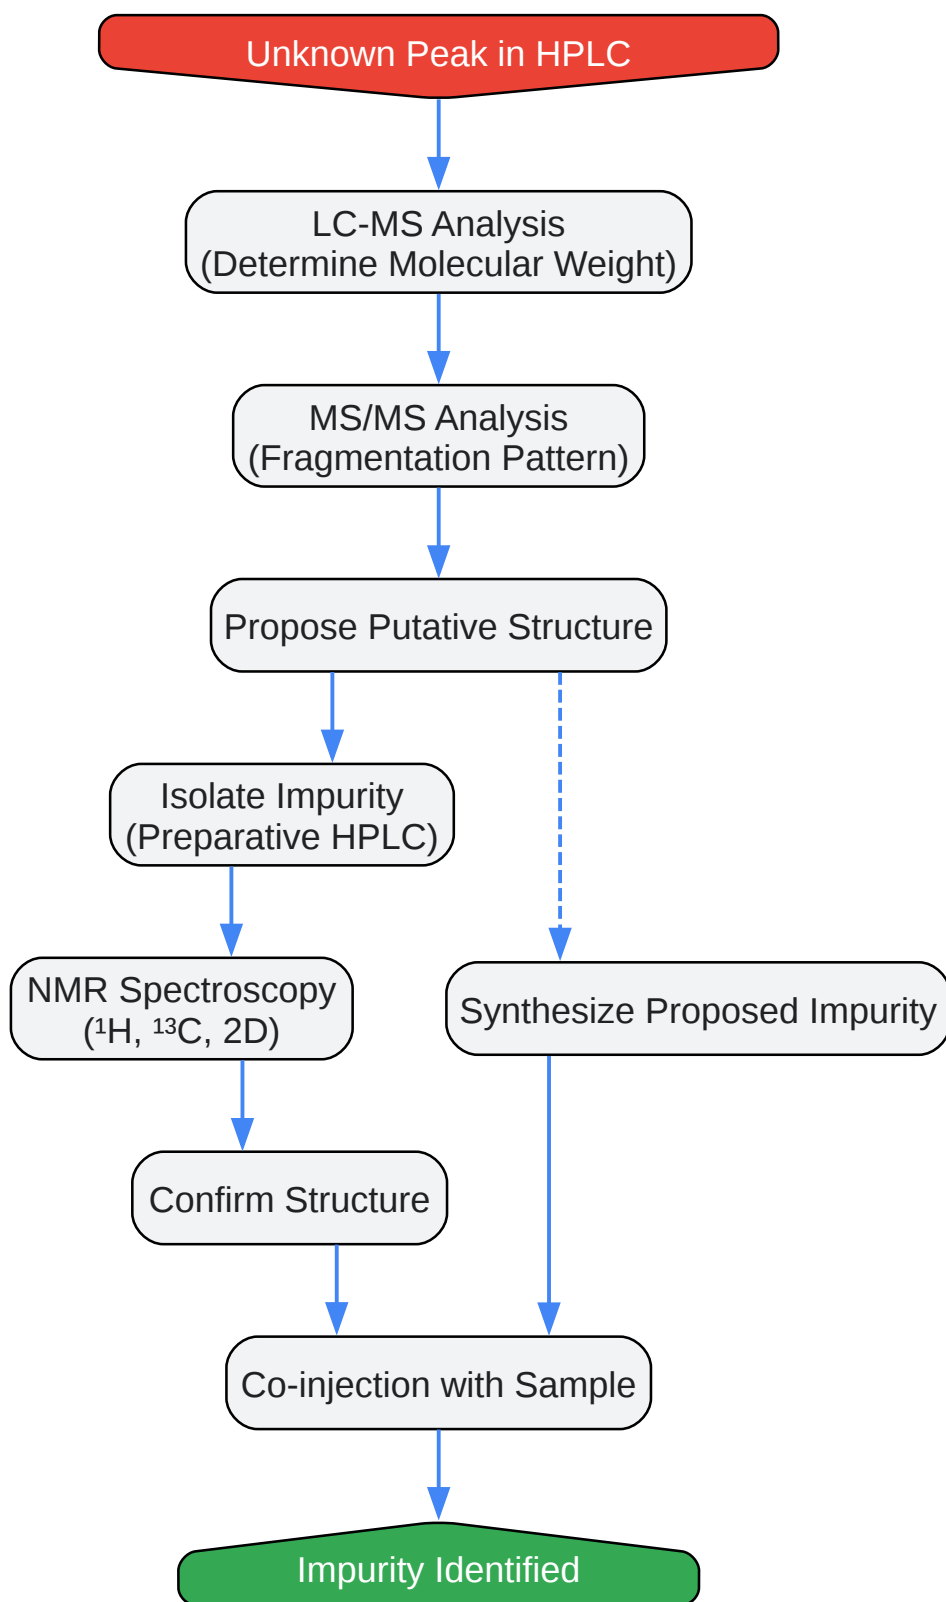 Unknown Peak in HPLC
LC-MS Analysis
(Determine Molecular Weight)
MS/MS Analysis
(Fragmentation Pattern)
Propose Putative Structure
Isolate Impurity
(Preparative HPLC)
NMR Spectroscopy
(¹H, ¹³C, 2D)
Synthesize Proposed Impurity
Confirm Structure
Co-injection with Sample
Impurity Identified